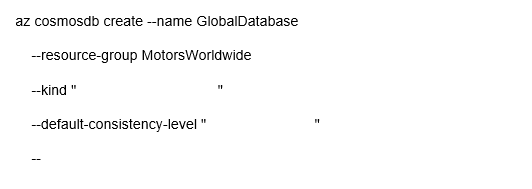 az cosmosdb create --name GlobalDatabase
--resource-group MotorsWorldwide
--kind " "
--default-consistency-level " "
--